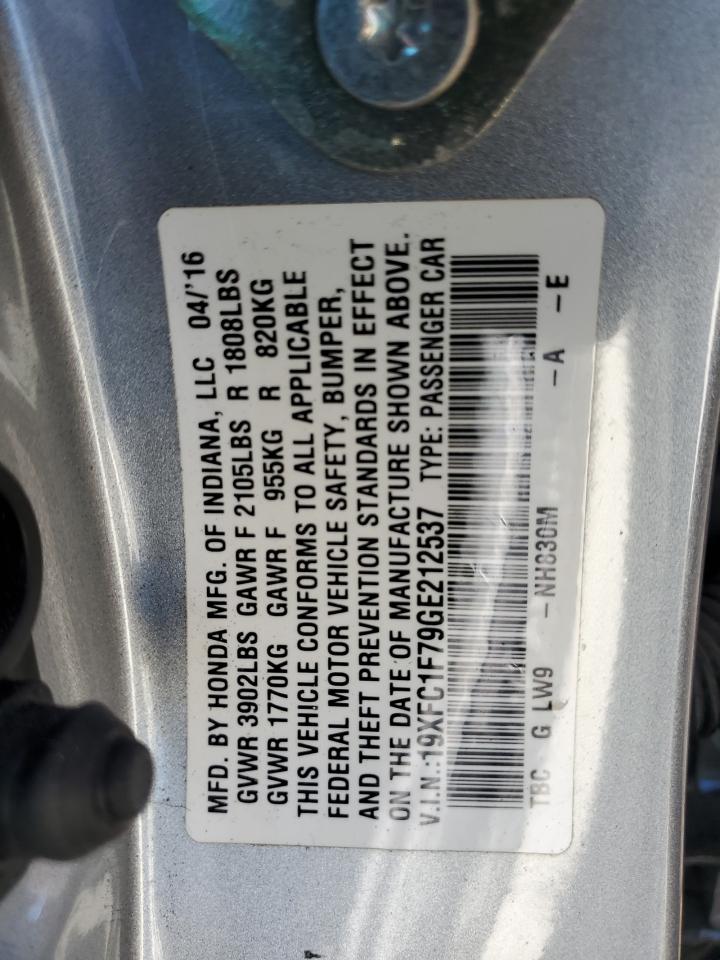 MFD. BY HONDA MFG. OF INDIANA, LLC 04/'16
GVWR 3902LBS GAWR F 2105LBS R 1808LBS
GVWR 1770KG GAWR F 955KG R 820KG
THIS VEHICLE CONFORMS TO ALL APPLICABLE
FEDERAL MOTOR VEHICLE SAFETY, BUMPER,
AND THEFT PREVENTION STANDARDS IN EFFECT
ON THE DATE OF MANUFACTURE SHOWN ABOVE.
V.I.N.:19XFC1F79GE212537 TYPE: PASSENGER CAR
TBC G LW9 -NH830M -A -E